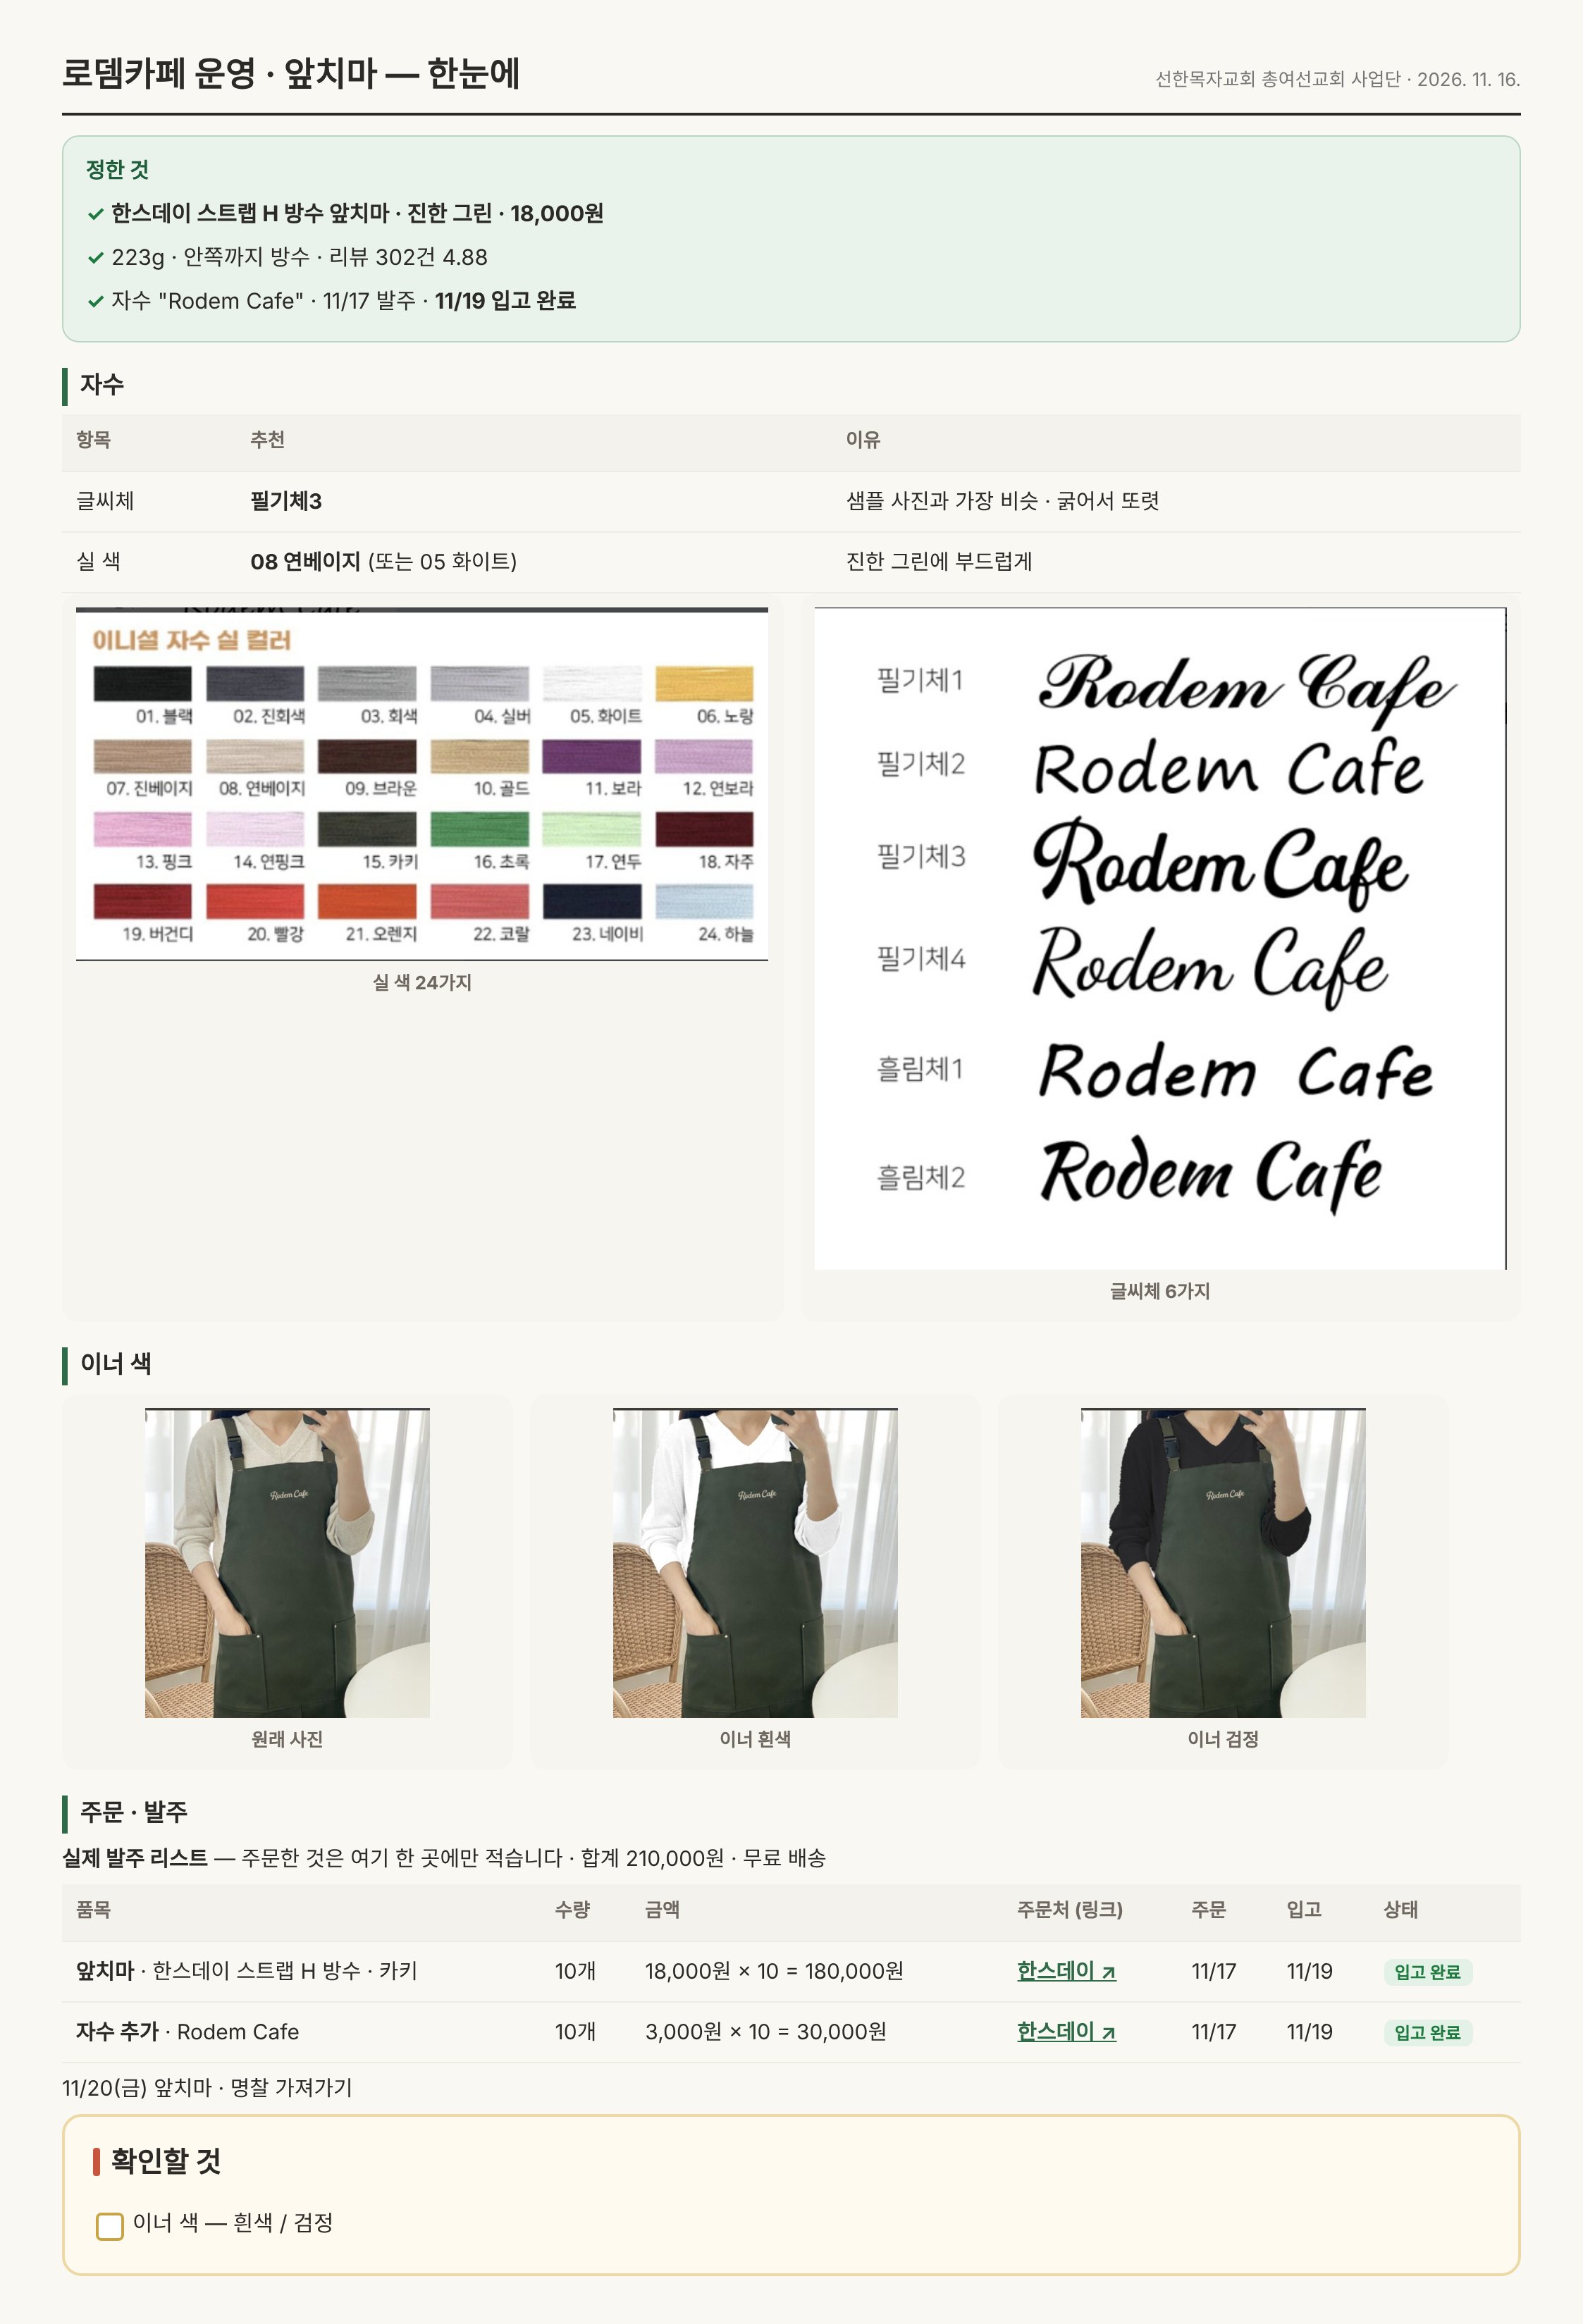 로뎀카페 운영 · 앞치마 — 한눈에
선한목자교회 총여선교회 사업단 · 2026. 11. 16.
정한 것
✓ 한스데이 스트랩 H 방수 앞치마 · 진한 그린 · 18,000원
✓ 223g · 안쪽까지 방수 · 리뷰 302건 4.88
✓ 자수 "Rodem Cafe" · 11/17 발주 · 11/19 입고 완료
자수
항목 추천 이유
글씨체 필기체3 샘플 사진과 가장 비슷 · 굵어서 또렷
실 색 08 연베이지 (또는 05 화이트) 진한 그린에 부드럽게
이니셜 자수 실 컬러
01. 블랙 02. 진회색 03. 회색 04. 실버 05. 화이트 06. 노랑
07. 진베이지 08. 연베이지 09. 브라운 10. 골드 11. 보라 12. 연보라
13. 핑크 14. 연핑크 15. 카키 16. 초록 17. 연두 18. 자주
19. 버건디 20. 빨강 21. 오렌지 22. 코랄 23. 네이비 24. 하늘
실 색 24가지
필기체1 Rodem Cafe
필기체2 Rodem Cafe
필기체3 Rodem Cafe
필기체4 Rodem Cafe
흘림체1 Rodem Cafe
흘림체2 Rodem Cafe
글씨체 6가지
이너 색
Rodem Cafe
Rodem Cafe
Rodem Cafe
원래 사진
이너 흰색
이너 검정
주문 · 발주
실제 발주 리스트 — 주문한 것은 여기 한 곳에만 적습니다 · 합계 210,000원 · 무료 배송
품목 수량 금액 주문처 (링크) 주문 입고 상태
앞치마 · 한스데이 스트랩 H 방수 · 카키 10개 18,000원 × 10 = 180,000원 한스데이 ↗ 11/17 11/19 입고 완료
자수 추가 · Rodem Cafe 10개 3,000원 × 10 = 30,000원 한스데이 ↗ 11/17 11/19 입고 완료
11/20(금) 앞치마 · 명찰 가져가기
확인할 것
이너 색 — 흰색 / 검정